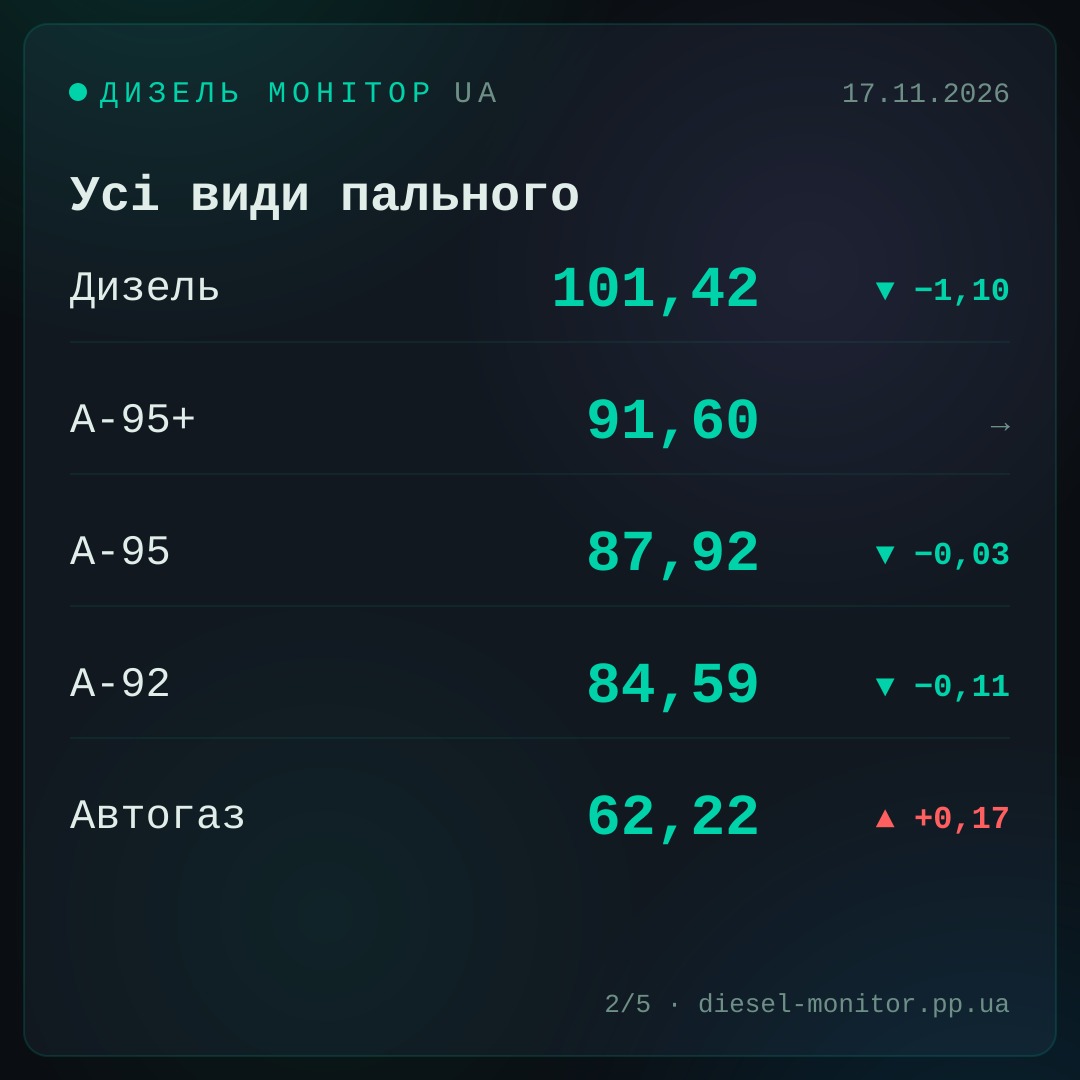 ДИЗЕЛЬ МОНІТОР UA 17.11.2026
Усі види пального
Дизель 101,42 ▼ −1,10
А-95+ 91,60 →
А-95 87,92 ▼ −0,03
А-92 84,59 ▼ −0,11
Автогаз 62,22 ▲ +0,17
2/5 · diesel-monitor.pp.ua